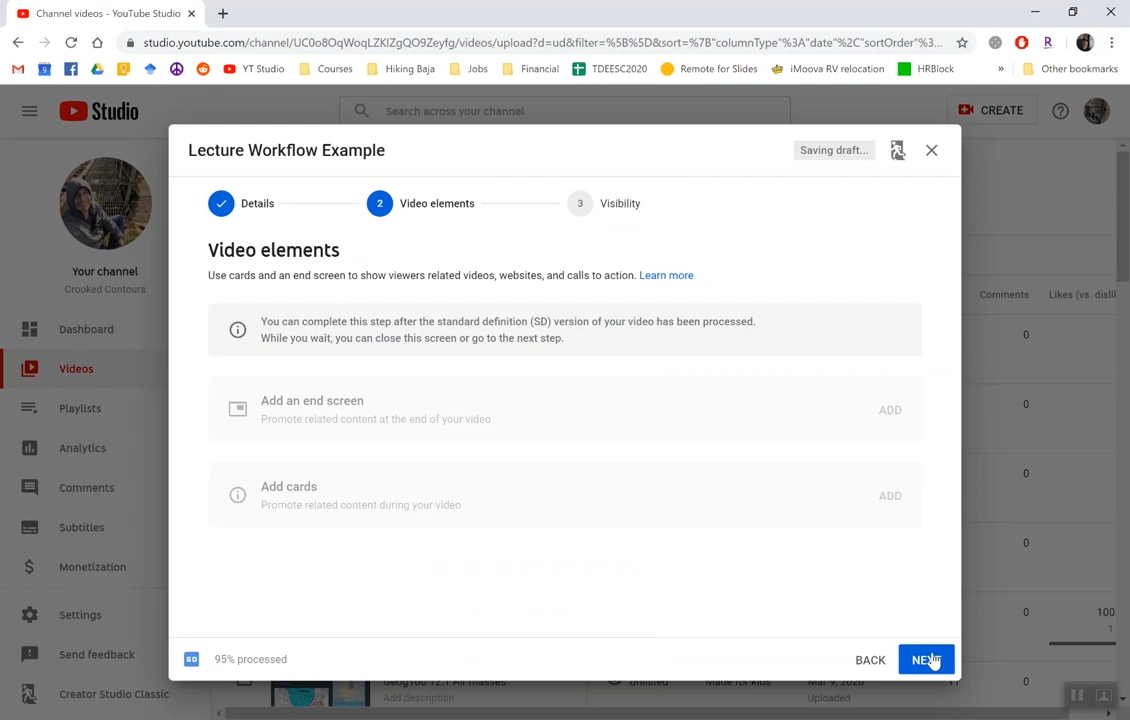 Channel videos - YouTube Studio
studio.youtube.com/channel/UC0o8OqWoqLZKlZgQO9Zeyfg/videos/upload?d=ud&filter=%5B%5D&sort=%7B"columnType"%3A"date"%2C"sortOrder"%3...
YT Studio
Courses
Hiking Baja
Jobs
Financial
TDEESC2020
Remote for Slides
iMoova RV relocation
HRBlock
»
Other bookmarks
Studio
Search across your channel
CREATE
Lecture Workflow Example
Saving draft...
Details
2 Video elements
3 Visibility
Video elements
Use cards and an end screen to show viewers related videos, websites, and calls to action. Learn more
You can complete this step after the standard definition (SD) version of your video has been processed.
While you wait, you can close this screen or go to the next step.
Add an end screen
Promote related content at the end of your video
ADD
Add cards
Promote related content during your video
ADD
SD 95% processed
BACK
NEXT
Your channel
Crooked Contours
Dashboard
Videos
Playlists
Analytics
Comments
Subtitles
Monetization
Settings
Send feedback
Creator Studio Classic
Comments
Likes (vs. dislik
0
0
0
0
0
100
1
0
GeogTop 12.1 Air masses
Add description
Unlisted
Made for kids
Mar 9, 2020
Uploaded
11